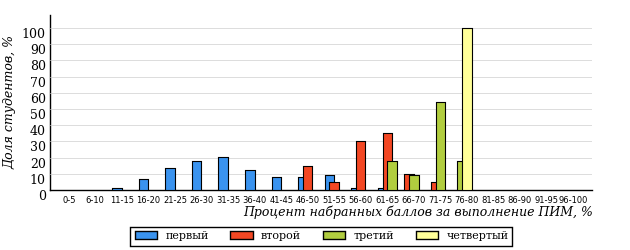 Доля студентов, %
100
90
80
70
60
50
40
30
20
10
0
0-5 6-10 11-15 16-20 21-25 26-30 31-35 36-40 41-45 46-50 51-55 56-60 61-65 66-70 71-75 76-80 81-85 86-90 91-95 96-100
Процент набранных баллов за выполнение ПИМ, %
первый второй третий четвертый